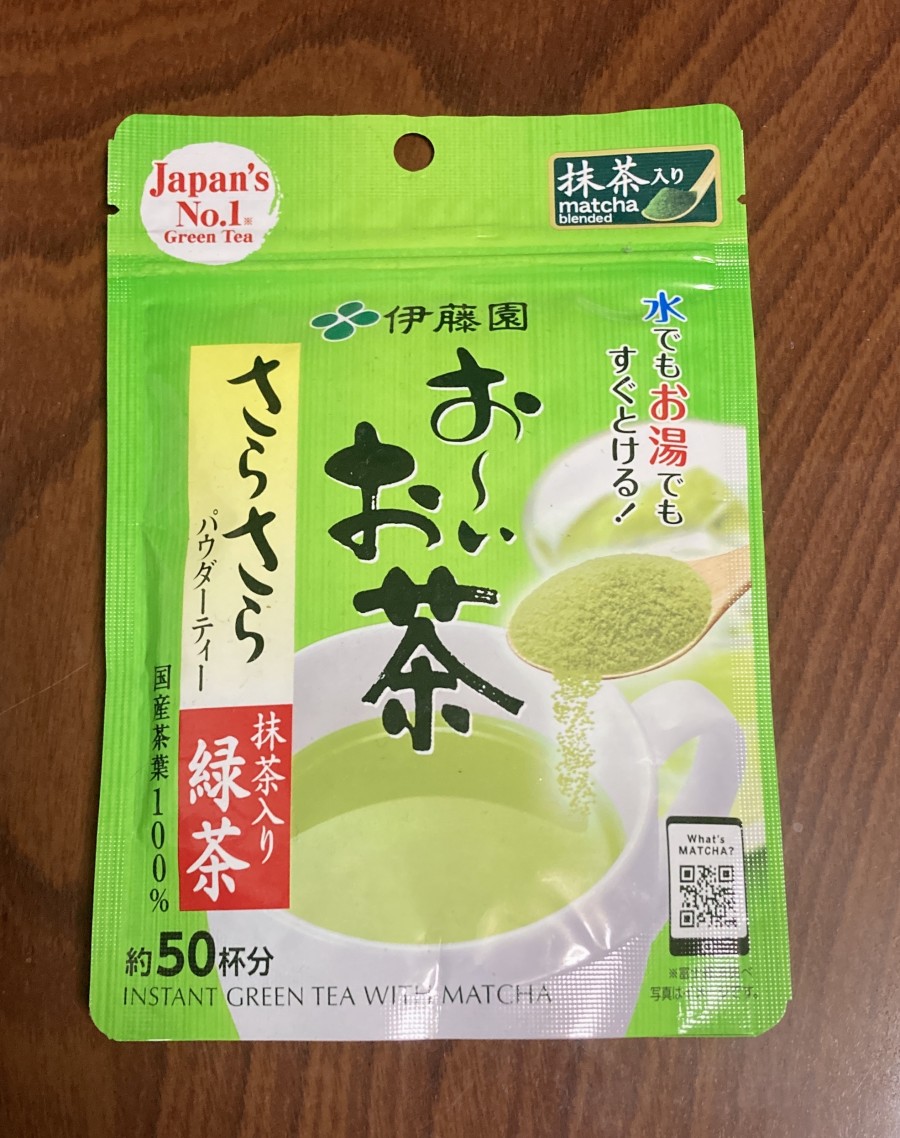 Japan's
No.1※
Green Tea
抹茶入り
matcha
blended
伊藤園
お～い
お茶
水でもお湯でも
すぐとける！
さらさら
パウダーティー
抹茶入り
緑茶
国産茶葉100%
What's
MATCHA?
約50杯分
INSTANT GREEN TEA WITH MATCHA
写真は